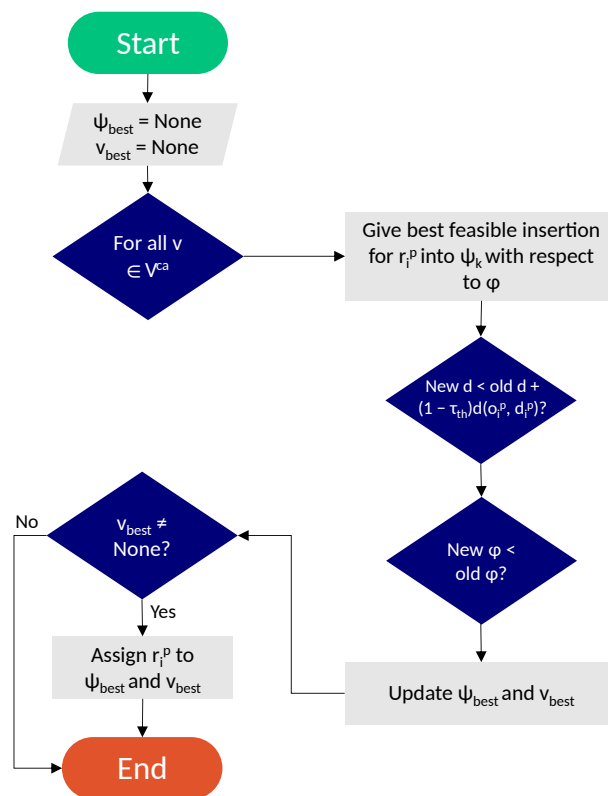 Start
ψbest = None
vbest = None
For all v
∈ Vᶜᵃ
Give best feasible insertion
for rᵢᵖ into ψₖ with respect
to φ
New d < old d +
(1 − τth)d(oᵢᵖ, dᵢᵖ)?
New φ <
old φ?
Update ψbest and vbest
vbest ≠
None?
No
Yes
Assign rᵢᵖ to
ψbest and vbest
End